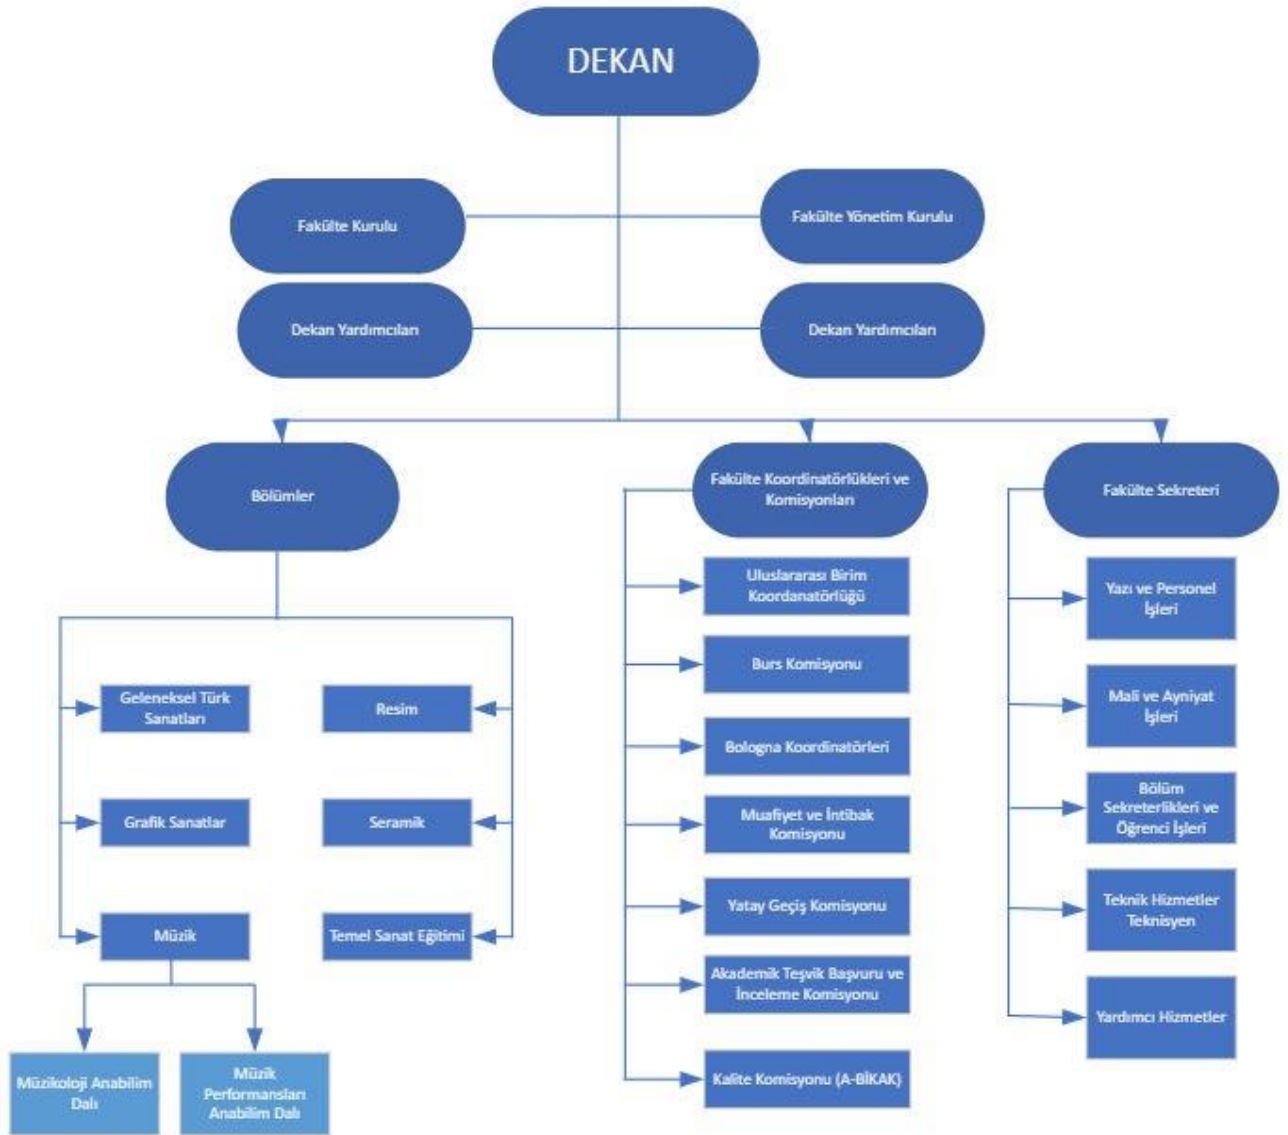 DEKAN
Fakülte Kurulu
Fakülte Yönetim Kurulu
Dekan Yardımcıları
Dekan Yardımcıları
Bölümler
Fakülte Koordinatörlükleri ve
Komisyonları
Fakülte Sekreteri
Geleneksel Türk
Sanatları
Resim
Grafik Sanatlar
Seramik
Müzik
Temel Sanat Eğitimi
Müzikoloji Anabilim
Dalı
Müzik
Performansları
Anabilim Dalı
Uluslararası Birim
Koordanatörlüğü
Burs Komisyonu
Bologna Koordinatörleri
Muafiyet ve İntibak
Komisyonu
Yatay Geçiş Komisyonu
Akademik Teşvik Başvuru ve
İnceleme Komisyonu
Kalite Komisyonu (A-BİKAK)
Yazı ve Personel
İşleri
Mali ve Ayniyat
İşleri
Bölüm
Sekreterlikleri ve
Öğrenci İşleri
Teknik Hizmetler
Teknisyen
Yardımcı Hizmetler